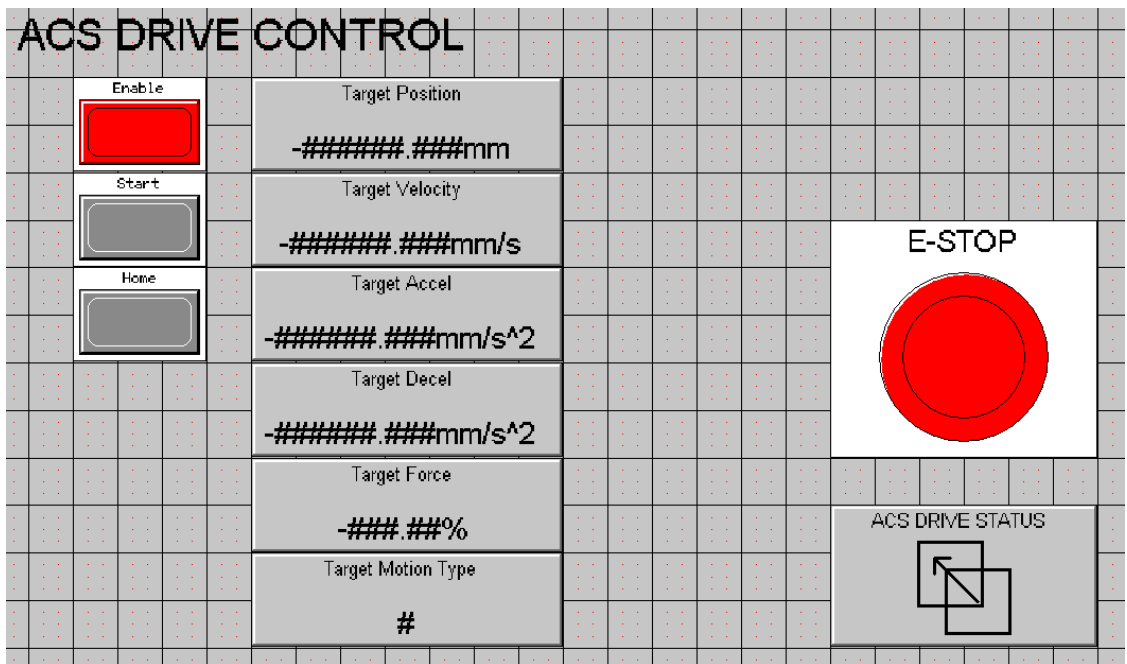 ACS DRIVE CONTROL
Enable
Start
Home
Target Position
-######.###mm
Target Velocity
-######.###mm/s
Target Accel
-######.###mm/s^2
Target Decel
-######.###mm/s^2
Target Force
-###.##%
Target Motion Type
#
E-STOP
ACS DRIVE STATUS